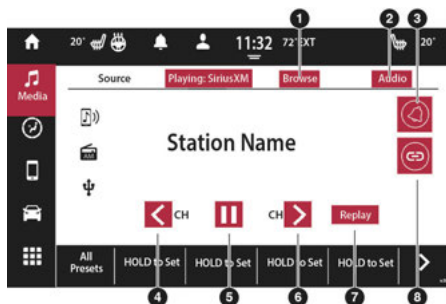 1 2 3
20° 11:32 72° EXT 20°
Media
Source Playing: SiriusXM Browse Audio
AM
Station Name
CH CH Replay
All Presets HOLD to Set HOLD to Set HOLD to Set HOLD to Set
4 5 6 7 8